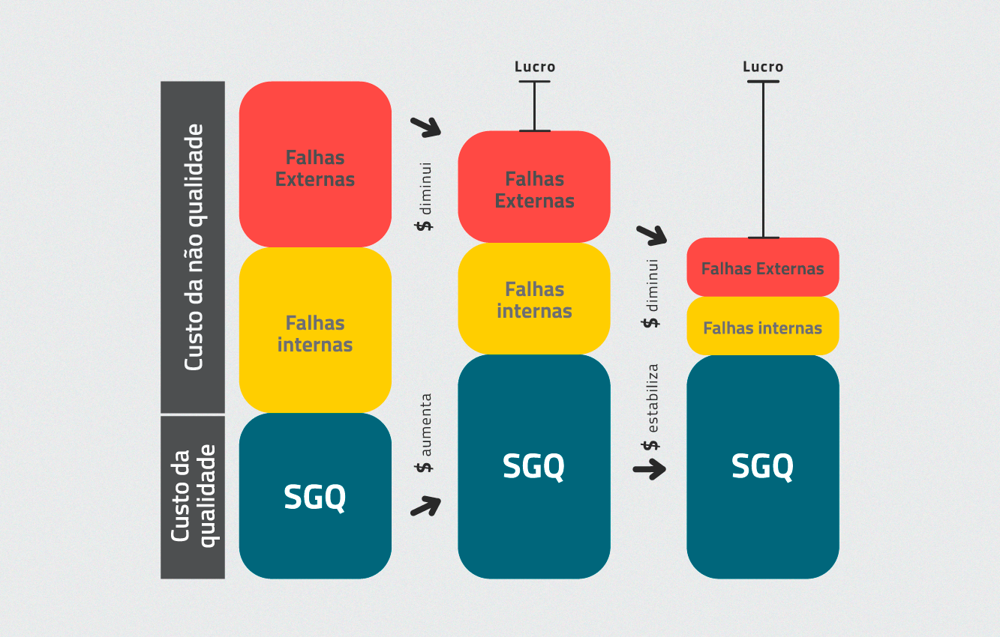 Custo da não qualidade
Custo da
qualidade
Falhas
Externas
Falhas
internas
SGQ
$ diminui
$ aumenta
Lucro
Falhas
Externas
Falhas
internas
SGQ
$ diminui
$ estabiliza
Lucro
Falhas Externas
Falhas internas
SGQ